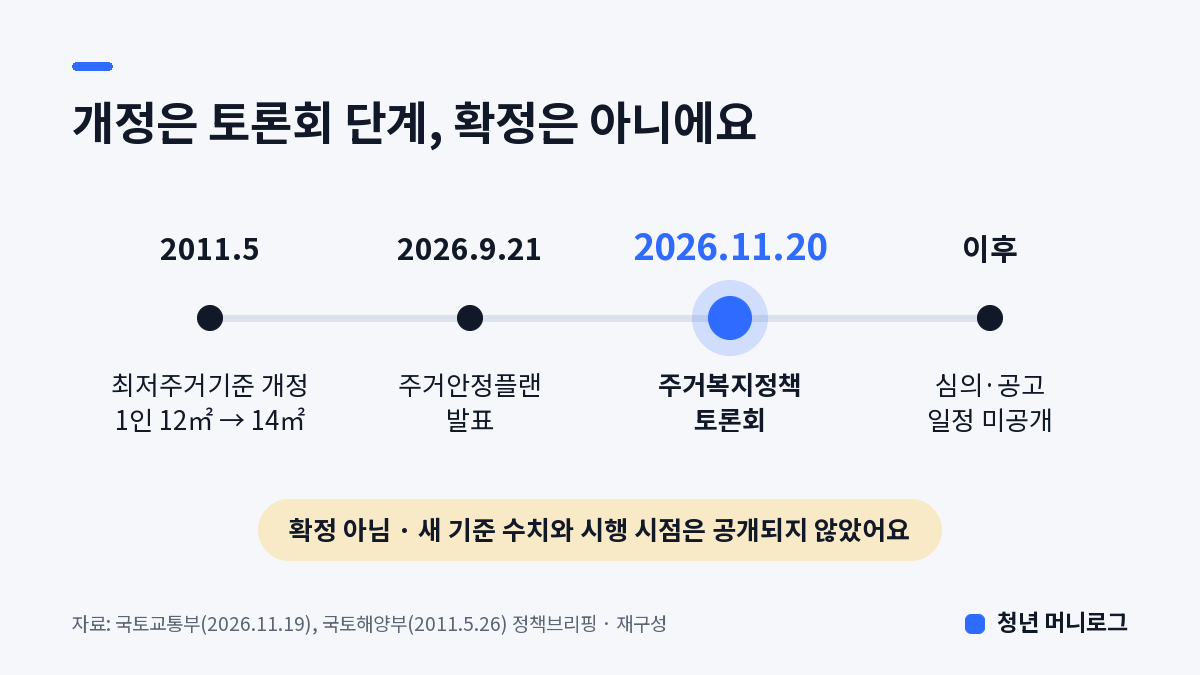 개정은 토론회 단계, 확정은 아니에요
2011.5
2026.9.21
2026.11.20
이후
최저주거기준 개정
1인 12㎡ → 14㎡
주거안정플랜
발표
주거복지정책
토론회
심의·공고
일정 미공개
확정 아님 · 새 기준 수치와 시행 시점은 공개되지 않았어요
자료: 국토교통부(2026.11.19), 국토해양부(2011.5.26) 정책브리핑 · 재구성
청년 머니로그